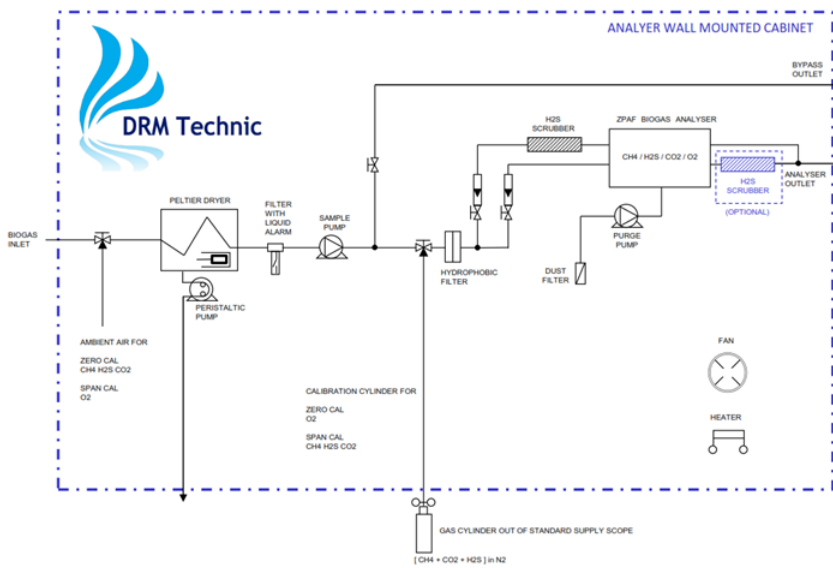 ANALYER WALL MOUNTED CABINET
BYPASS
OUTLET
DRM Technic
H2S
SCRUBBER
ZPAF BIOGAS ANALYSER
CH4 / H2S / CO2 / O2
H2S
SCRUBBER
(OPTIONAL)
ANALYSER
OUTLET
PELTIER DRYER
FILTER
WITH
LIQUID
ALARM
SAMPLE
PUMP
BIOGAS
INLET
HYDROPHOBIC
FILTER
PURGE
PUMP
DUST
FILTER
PERISTALTIC
PUMP
AMBIENT AIR FOR
ZERO CAL
CH4 H2S CO2
SPAN CAL
O2
CALIBRATION CYLINDER FOR
ZERO CAL
O2
SPAN CAL
CH4 H2S CO2
FAN
HEATER
GAS CYLINDER OUT OF STANDARD SUPPLY SCOPE
[ CH4 + CO2 + H2S ] in N2